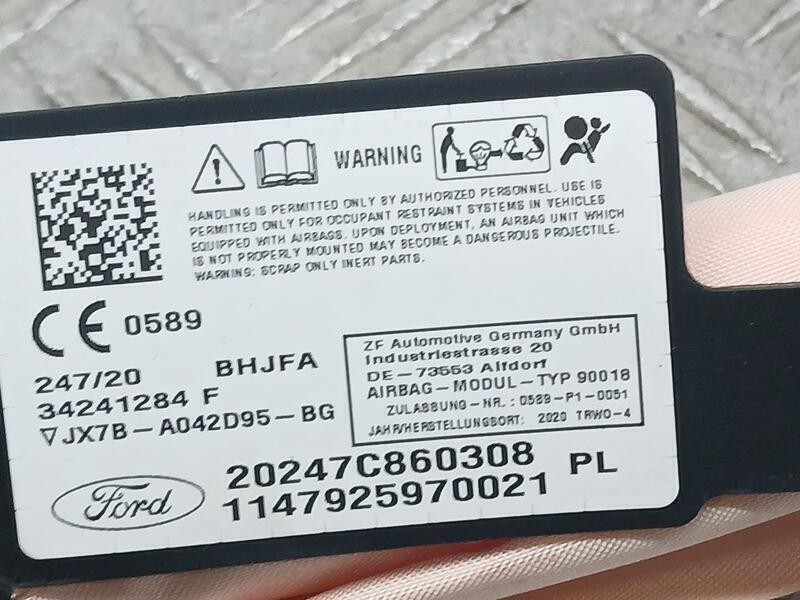 WARNING
HANDLING IS PERMITTED ONLY BY AUTHORIZED PERSONNEL. USE IS
PERMITTED ONLY FOR OCCUPANT RESTRAINT SYSTEMS IN VEHICLES
EQUIPPED WITH AIRBAGS. UPON DEPLOYMENT, AN AIRBAG UNIT WHICH
IS NOT PROPERLY MOUNTED MAY BECOME A DANGEROUS PROJECTILE.
WARNING: SCRAP ONLY INERT PARTS.
CE 0589
247/20 BHJFA
34241284 F
▽JX7B-A042D95-BG
ZF Automotive Germany GmbH
Industriestrasse 20
DE-73553 Alfdorf
AIRBAG-MODUL-TYP 90018
ZULASSUNG-NR.: 0589-P1-0051
JAHR/HERSTELLUNGSORT: 2020 TRWO-4
Ford
20247C860308 PL
1147925970021